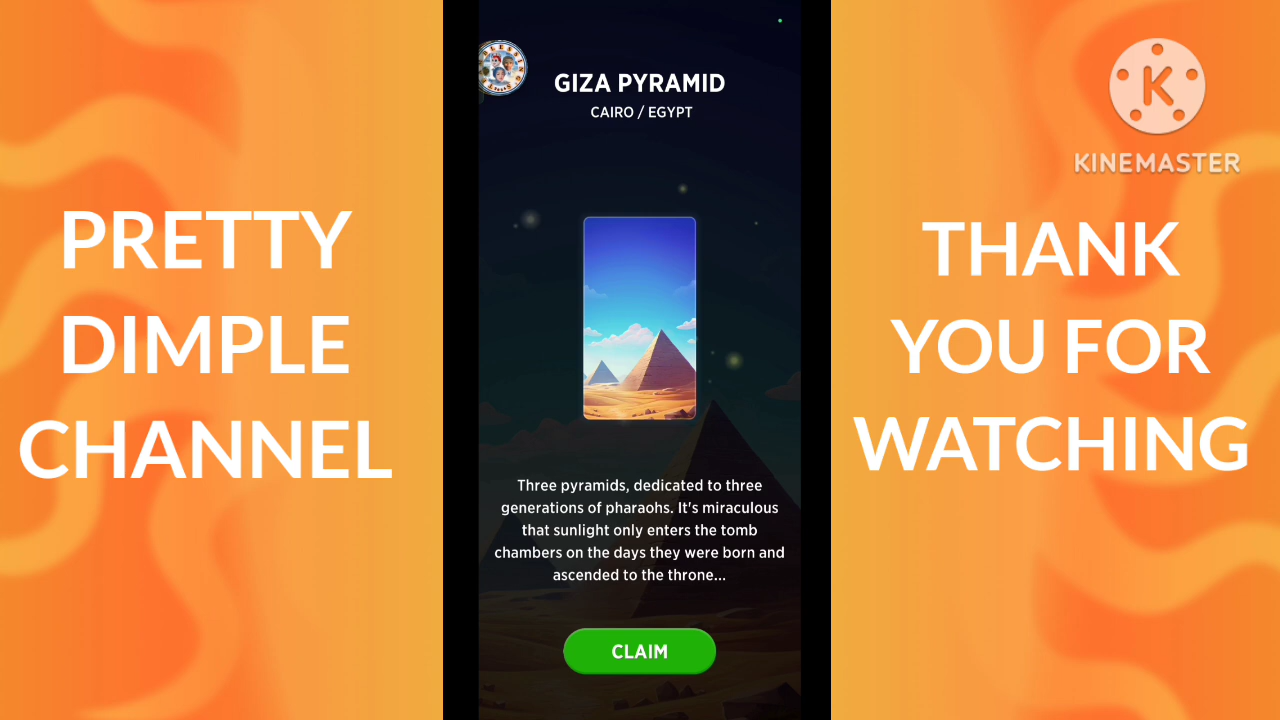 PRETTY
DIMPLE
CHANNEL
GIZA PYRAMID
CAIRO / EGYPT
Three pyramids, dedicated to three
generations of pharaohs. It's miraculous
that sunlight only enters the tomb
chambers on the days they were born and
ascended to the throne...
CLAIM
K
KINEMASTER
THANK
YOU FOR
WATCHING